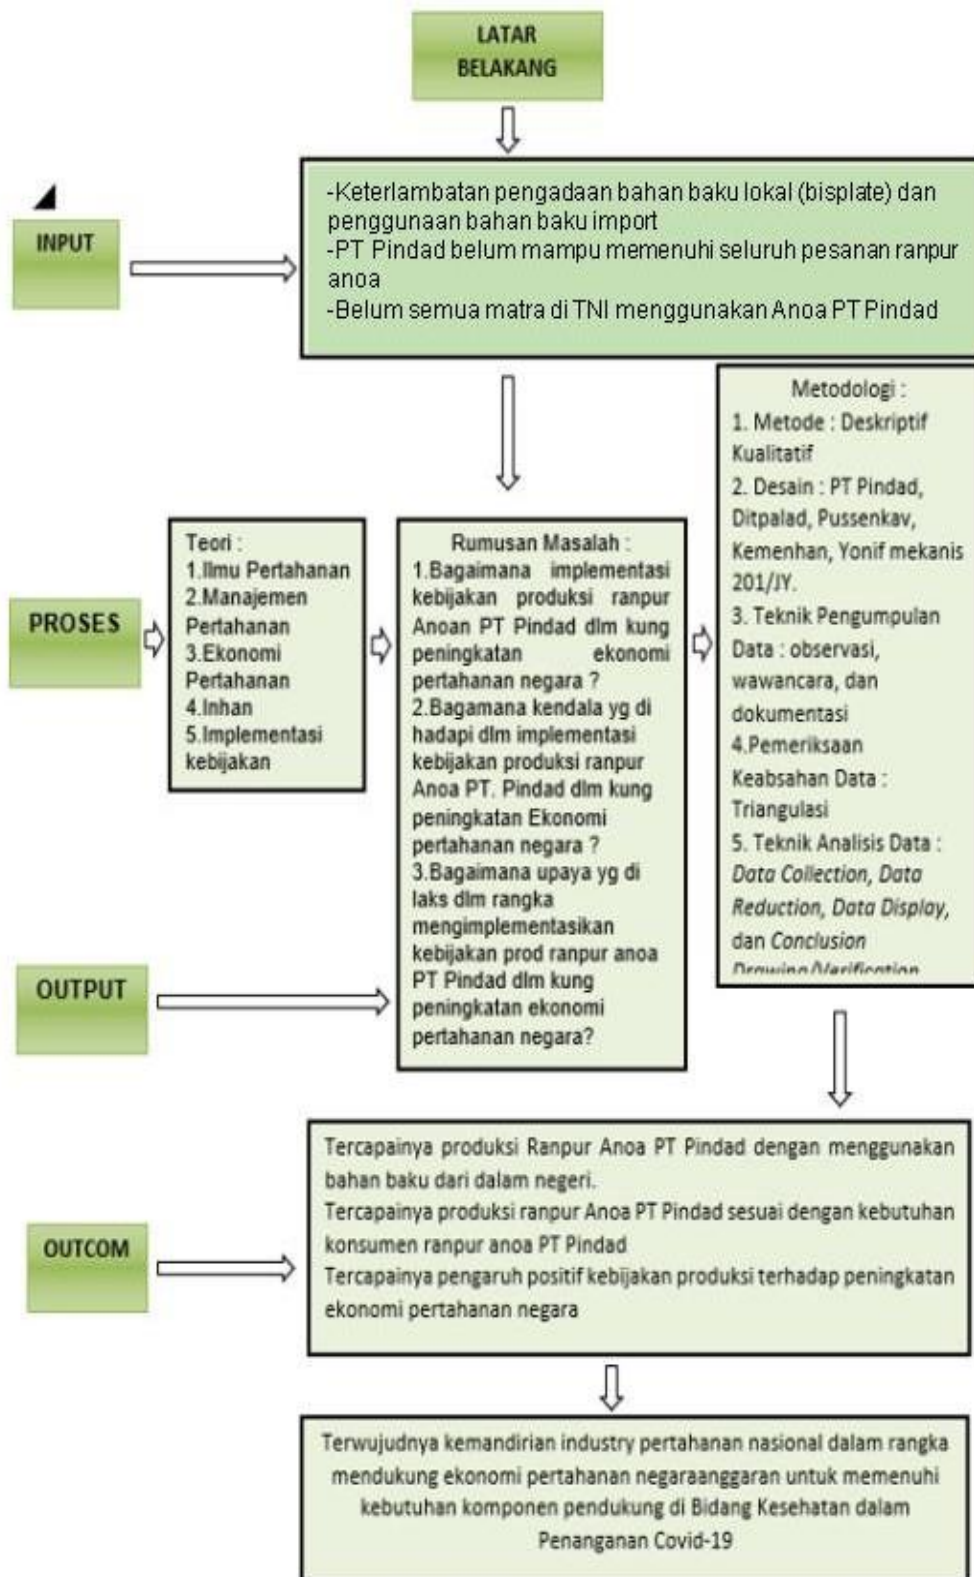 LATAR
BELAKANG
INPUT
-Keterlambatan pengadaan bahan baku lokal (bisplate) dan
penggunaan bahan baku import
-PT Pindad belum mampu memenuhi seluruh pesanan ranpur
anoa
-Belum semua matra di TNI menggunakan Anoa PT Pindad
PROSES
Teori :
1.Ilmu Pertahanan
2.Manajemen
Pertahanan
3.Ekonomi
Pertahanan
4.Inhan
5.Implementasi
kebijakan
Rumusan Masalah :
1.Bagaimana implementasi
kebijakan produksi ranpur
Anoan PT Pindad dlm kung
peningkatan ekonomi
pertahanan negara ?
2.Bagamana kendala yg di
hadapi dlm implementasi
kebijakan produksi ranpur
Anoa PT. Pindad dlm kung
peningkatan Ekonomi
pertahanan negara ?
3.Bagaimana upaya yg di
laks dlm rangka
mengimplementasikan
kebijakan prod ranpur anoa
PT Pindad dlm kung
peningkatan ekonomi
pertahanan negara?
Metodologi :
1. Metode : Deskriptif
Kualitatif
2. Desain : PT Pindad,
Ditpalad, Pussenkav,
Kemenhan, Yonif mekanis
201/JY.
3. Teknik Pengumpulan
Data : observasi,
wawancara, dan
dokumentasi
4.Pemeriksaan
Keabsahan Data :
Triangulasi
5. Teknik Analisis Data :
Data Collection, Data
Reduction, Data Display,
dan Conclusion
Drawing/Verification
OUTPUT
OUTCOM
Tercapainya produksi Ranpur Anoa PT Pindad dengan menggunakan
bahan baku dari dalam negeri.
Tercapainya produksi ranpur Anoa PT Pindad sesuai dengan kebutuhan
konsumen ranpur anoa PT Pindad
Tercapainya pengaruh positif kebijakan produksi terhadap peningkatan
ekonomi pertahanan negara
Terwujudnya kemandirian industry pertahanan nasional dalam rangka
mendukung ekonomi pertahanan negaraanggaran untuk memenuhi
kebutuhan komponen pendukung di Bidang Kesehatan dalam
Penanganan Covid-19